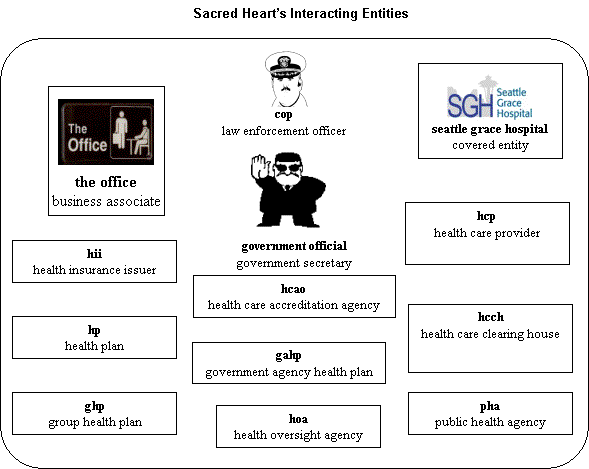 Sacred Heart's Interacting Entities
The
Office
the office
business associate
cop
law enforcement officer
SGH
Seattle
Grace
Hospital
seattle grace hospital
covered entity
government official
government secretary
hcp
health care provider
hii
health insurance issuer
hcao
health care accreditation agency
hp
health plan
hcch
health care clearing house
gahp
government agency health plan
ghp
group health plan
hoa
health oversight agency
pha
public health agency